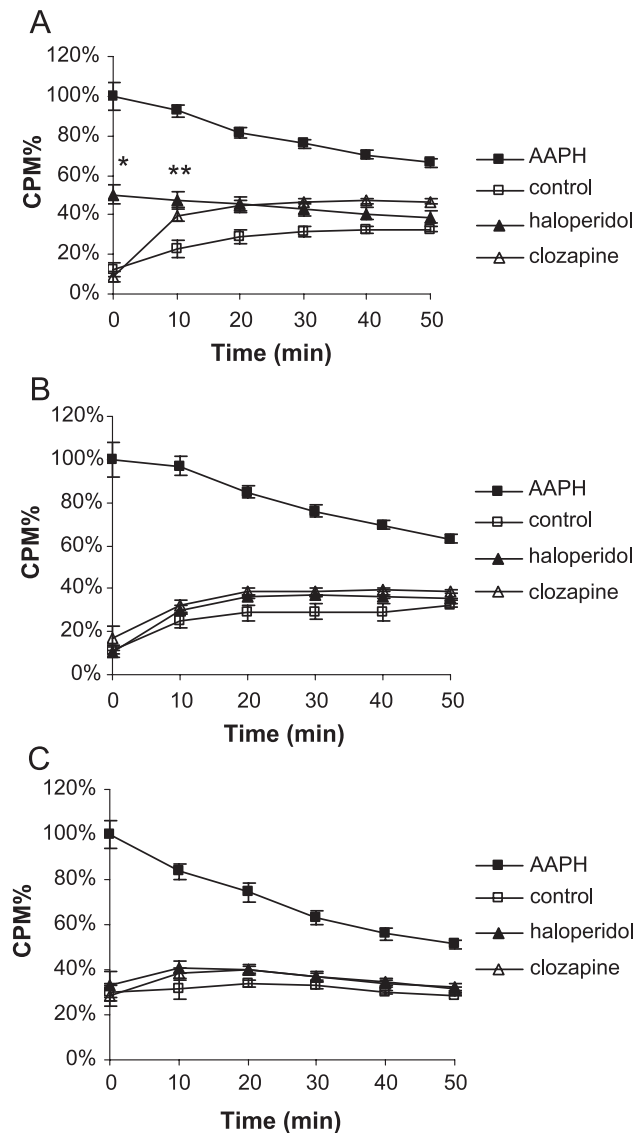 A
120%
100%
80%
60%
40%
20%
0%
CPM%
* **
0 10 20 30 40 50
Time (min)
AAPH
control
haloperidol
clozapine
B
120%
100%
80%
60%
40%
20%
0%
CPM%
0 10 20 30 40 50
Time (min)
AAPH
control
haloperidol
clozapine
C
120%
100%
80%
60%
40%
20%
0%
CPM%
0 10 20 30 40 50
Time (min)
AAPH
control
haloperidol
clozapine